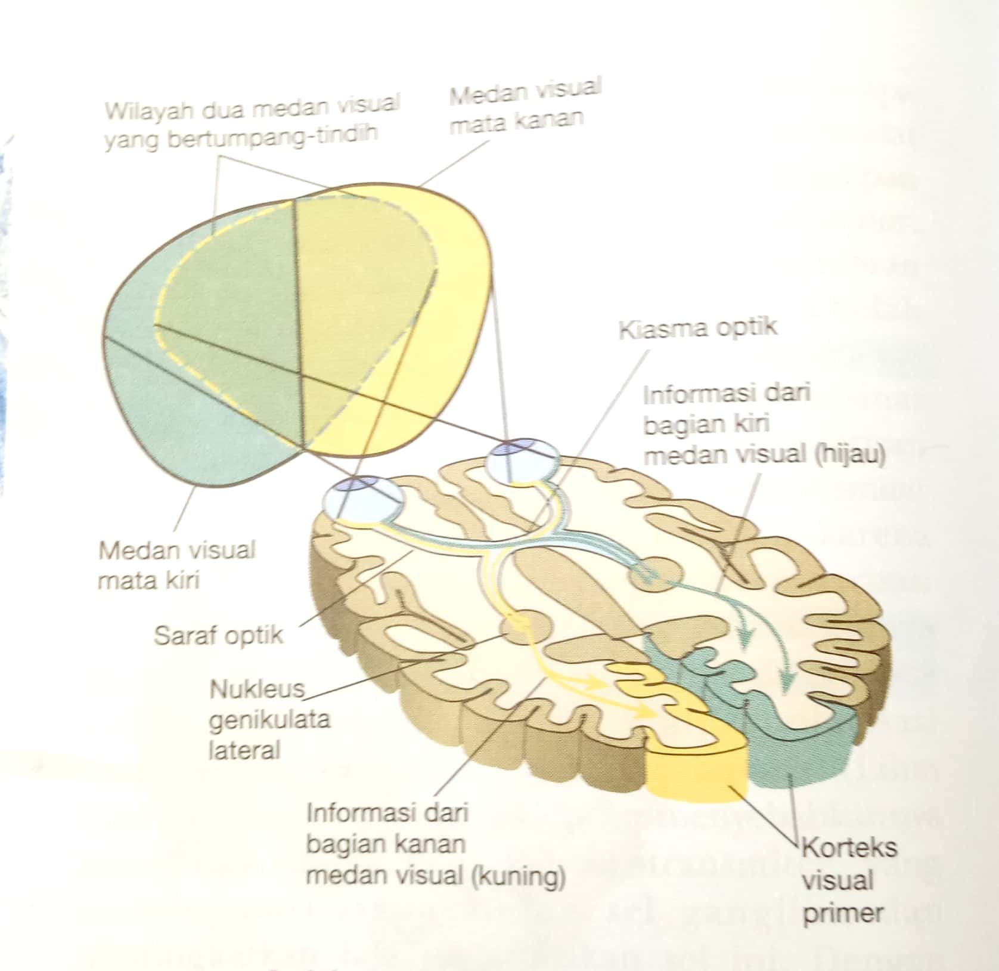 Wilayah dua medan visual
yang bertumpang-tindih
Medan visual
mata kanan
Kiasma optik
Informasi dari
bagian kiri
medan visual (hijau)
Medan visual
mata kiri
Saraf optik
Nukleus
genikulata
lateral
Informasi dari
bagian kanan
medan visual (kuning)
Korteks
visual
primer